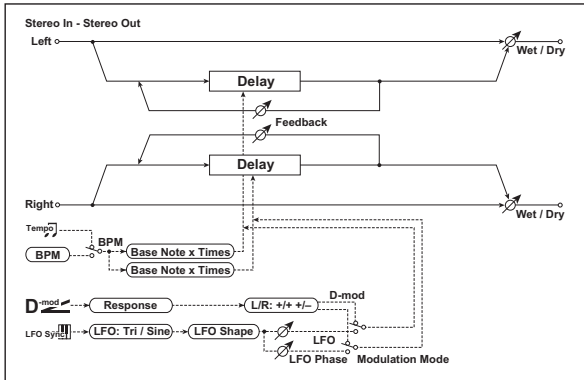 Stereo In - Stereo Out
Left
Wet / Dry
Delay
Feedback
Delay
Right
Wet / Dry
Tempo
BPM
BPM
Base Note x Times
Base Note x Times
D-mod
D-mod
Response
L/R: +/+ +/–
LFO Sync
LFO: Tri / Sine
LFO Shape
LFO
LFO Phase
Modulation Mode